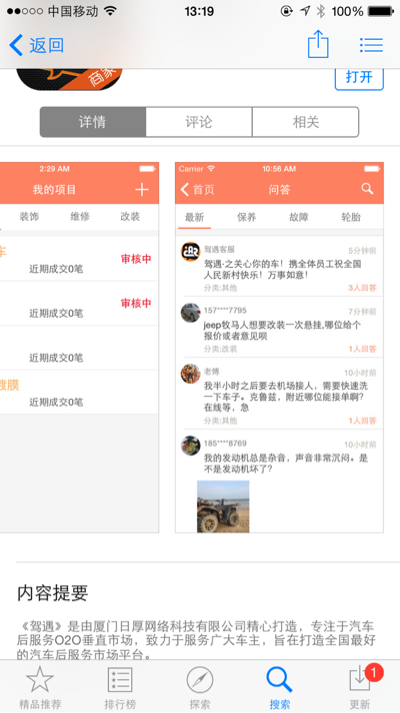 中国移动 13:19 100%
返回
商家
打开
详情 评论 相关
2:29 AM
我的项目
装饰 维修 改装
车
审核中
近期成交0笔
审核中
近期成交0笔
近期成交0笔
镀膜
近期成交0笔
Carrier 10:56 AM
首页 问答
最新 保养 故障 轮胎
驾遇客服 5分钟前
驾遇·之关心你的车！携全体员工祝全
国人民新村快乐！万事如意！
分类:其他 3人回答
157****7795 7分钟前
jeep牧马人想要改装一次悬挂,哪位给个
报价或者意见呗
分类:改装 1人回答
老傅 10小时前
我半小时之后要去机场接人，需要快速洗
一下车子。克鲁兹，附近哪位能接单啊?
在线等，急
分类:其他 1人回答
185****8769 10小时前
我的发动机总是杂音，声音非常沉闷。是
不是发动机坏了?
内容提要
《驾遇》是由厦门日厚网络科技有限公司精心打造，专注于汽车
后服务O2O垂直市场，致力于服务广大车主，旨在打造全国最好
的汽车后服务市场平台。
精品推荐 排行榜 探索 搜索 更新
1